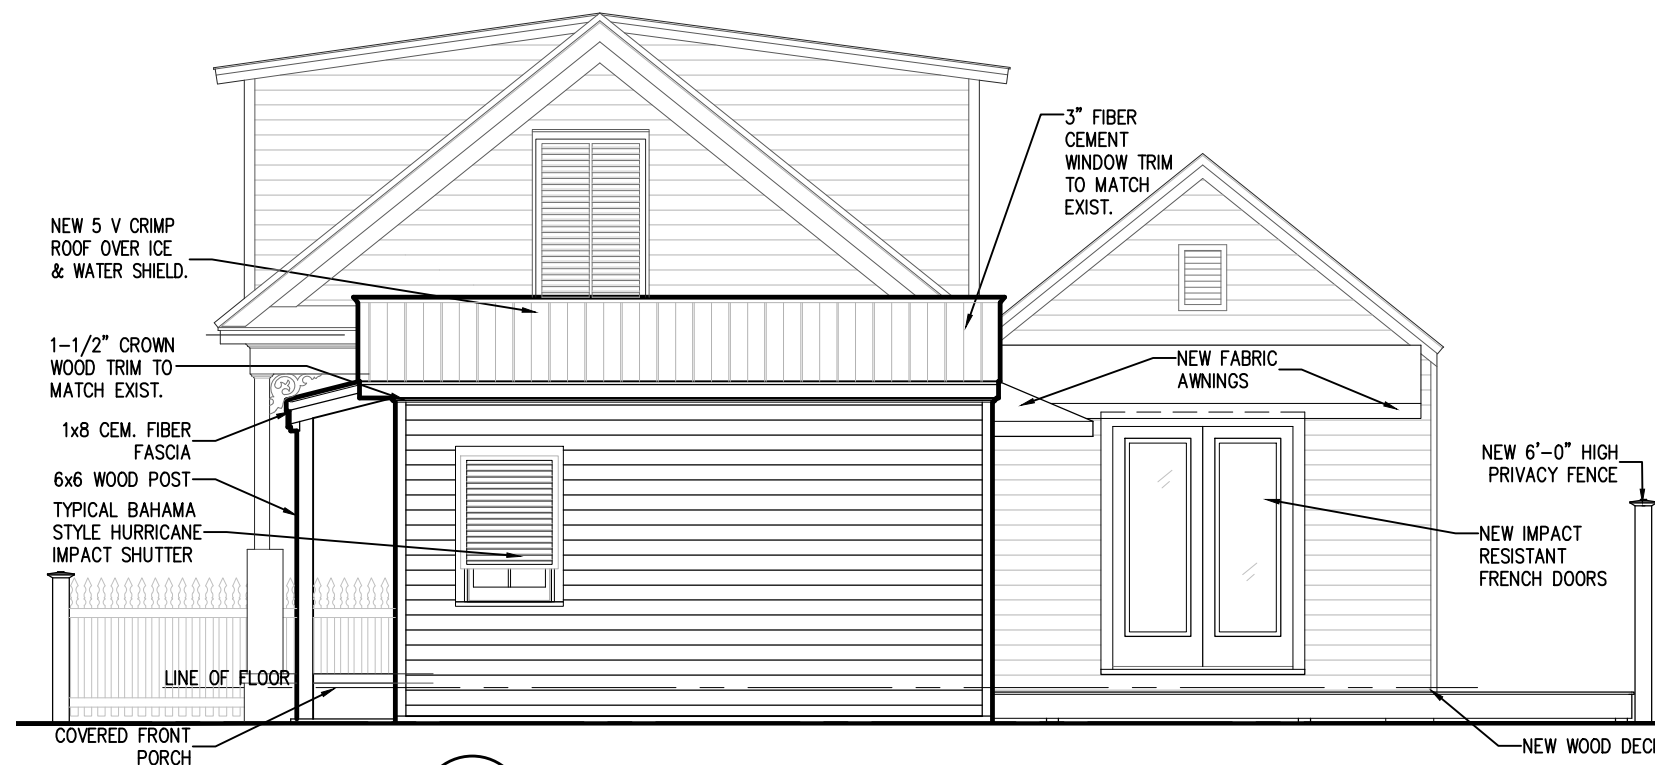 3" FIBER
CEMENT
WINDOW TRIM
TO MATCH
EXIST.
NEW 5 V CRIMP
ROOF OVER ICE
& WATER SHIELD.
1-1/2" CROWN
WOOD TRIM TO
MATCH EXIST.
NEW FABRIC
AWNINGS
1x8 CEM. FIBER
FASCIA
6x6 WOOD POST
TYPICAL BAHAMA
STYLE HURRICANE
IMPACT SHUTTER
NEW 6'-0" HIGH
PRIVACY FENCE
NEW IMPACT
RESISTANT
FRENCH DOORS
LINE OF FLOOR
COVERED FRONT
PORCH
NEW WOOD DEC